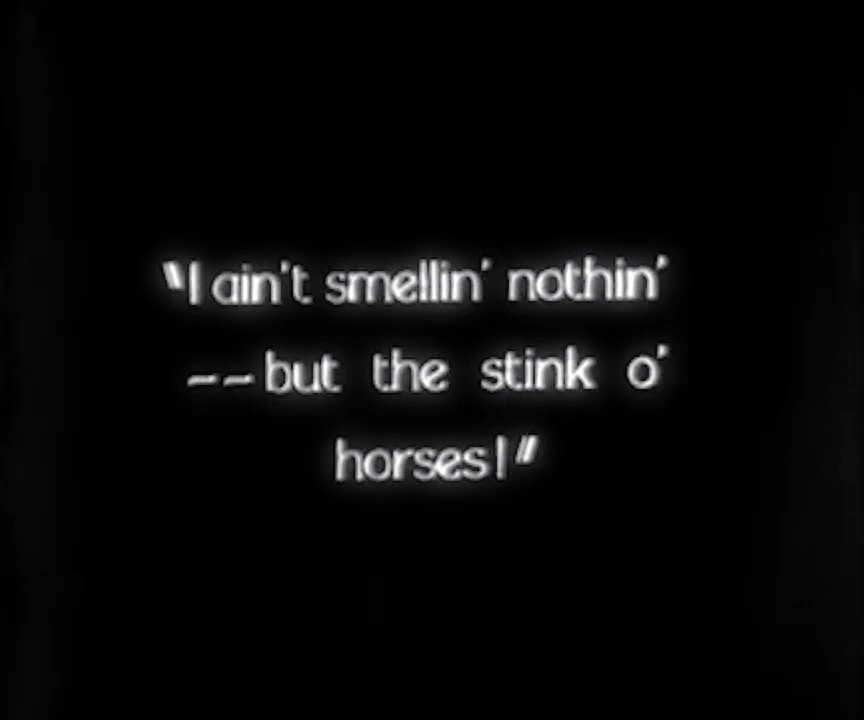 "I ain't smellin' nothin'
--but the stink o'
horses!"